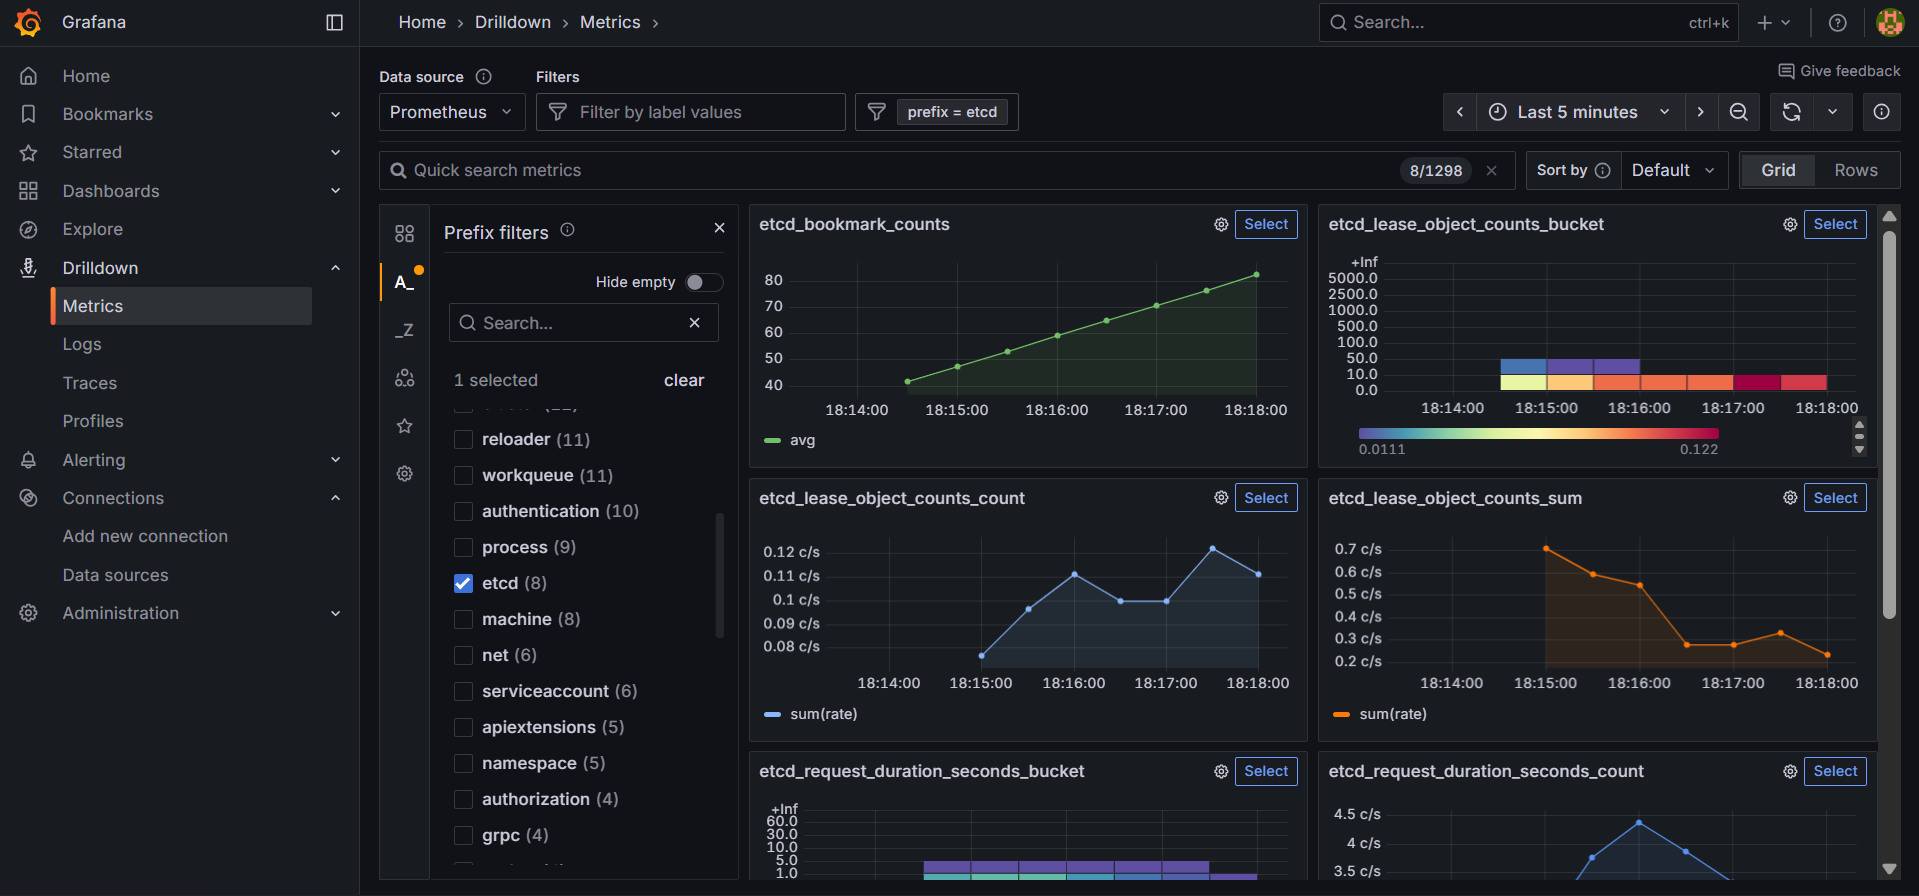 Grafana
Home
Bookmarks
Starred
Dashboards
Explore
Drilldown
Metrics
Logs
Traces
Profiles
Alerting
Connections
Add new connection
Data sources
Administration
Home › Drilldown › Metrics ›
Search... ctrl+k
Data source
Filters
Give feedback
Prometheus
Filter by label values
prefix = etcd
Last 5 minutes
Quick search metrics
8/1298
Sort by
Default
Grid
Rows
A_
_Z
Prefix filters
Hide empty
Search...
1 selected
clear
reloader (11)
workqueue (11)
authentication (10)
process (9)
etcd (8)
machine (8)
net (6)
serviceaccount (6)
apiextensions (5)
namespace (5)
authorization (4)
grpc (4)
etcd_bookmark_counts
Select
80
70
60
50
40
18:14:00 18:15:00 18:16:00 18:17:00 18:18:00
avg
etcd_lease_object_counts_bucket
Select
+Inf
5000.0
2500.0
1000.0
500.0
100.0
50.0
10.0
0.0
18:14:00 18:15:00 18:16:00 18:17:00 18:18:00
0.0111 0.122
etcd_lease_object_counts_count
Select
0.12 c/s
0.11 c/s
0.1 c/s
0.09 c/s
0.08 c/s
18:14:00 18:15:00 18:16:00 18:17:00 18:18:00
sum(rate)
etcd_lease_object_counts_sum
Select
0.7 c/s
0.6 c/s
0.5 c/s
0.4 c/s
0.3 c/s
0.2 c/s
18:14:00 18:15:00 18:16:00 18:17:00 18:18:00
sum(rate)
etcd_request_duration_seconds_bucket
Select
+Inf
60.0
30.0
10.0
5.0
1.0
etcd_request_duration_seconds_count
Select
4.5 c/s
4 c/s
3.5 c/s